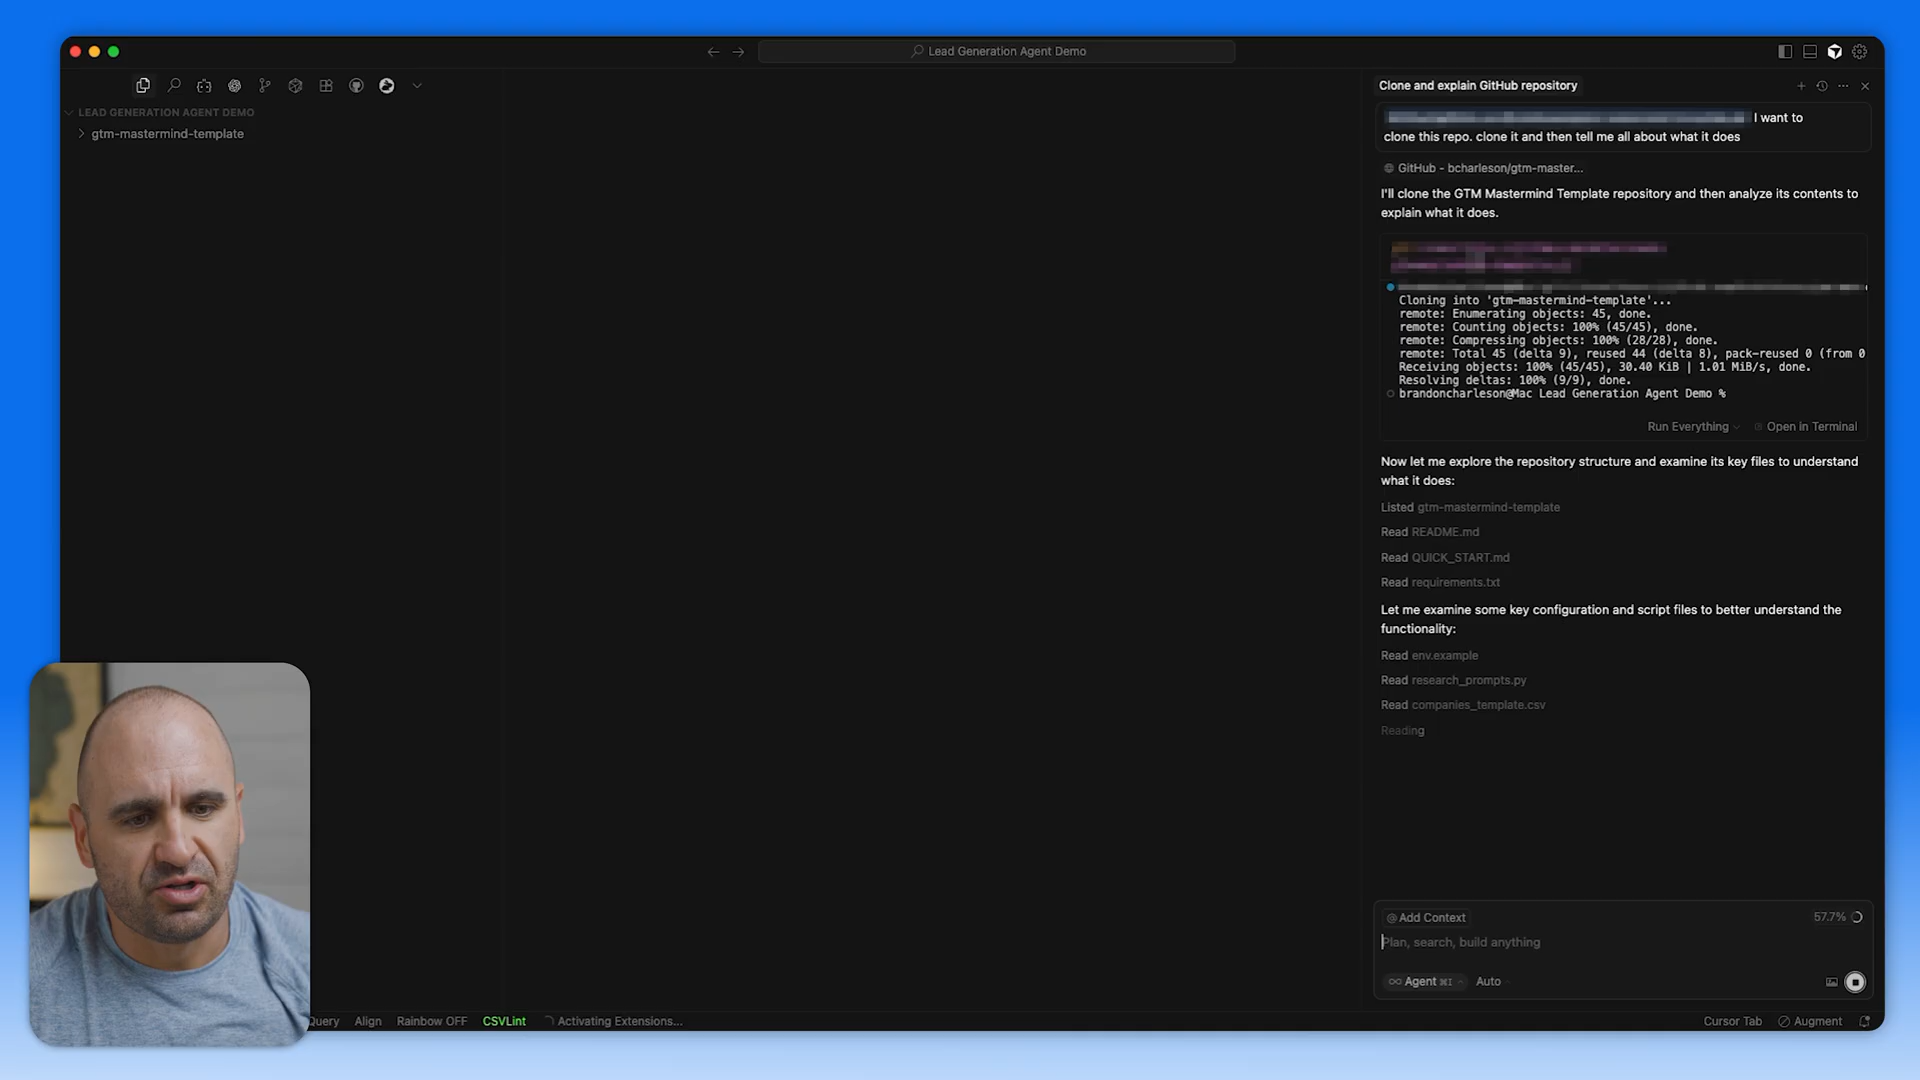 Lead Generation Agent Demo
LEAD GENERATION AGENT DEMO
gtm-mastermind-template
Clone and explain GitHub repository
I want to
clone this repo. clone it and then tell me all about what it does
GitHub - bcharleson/gtm-master...
I'll clone the GTM Mastermind Template repository and then analyze its contents to
explain what it does.
Cloning into 'gtm-mastermind-template'...
remote: Enumerating objects: 45, done.
remote: Counting objects: 100% (45/45), done.
remote: Compressing objects: 100% (28/28), done.
remote: Total 45 (delta 9), reused 44 (delta 8), pack-reused 0 (from 0
Receiving objects: 100% (45/45), 30.40 KiB | 1.01 MiB/s, done.
Resolving deltas: 100% (9/9), done.
brandoncharleson@Mac Lead Generation Agent Demo %
Run Everything
Open in Terminal
Now let me explore the repository structure and examine its key files to understand
what it does:
Listed gtm-mastermind-template
Read README.md
Read QUICK_START.md
Read requirements.txt
Let me examine some key configuration and script files to better understand the
functionality:
Read env.example
Read research_prompts.py
Read companies_template.csv
Reading
@ Add Context
57.7%
Plan, search, build anything
∞ Agent ⌘I
Auto
Query Align Rainbow OFF CSVLint Activating Extensions...
Cursor Tab Augment